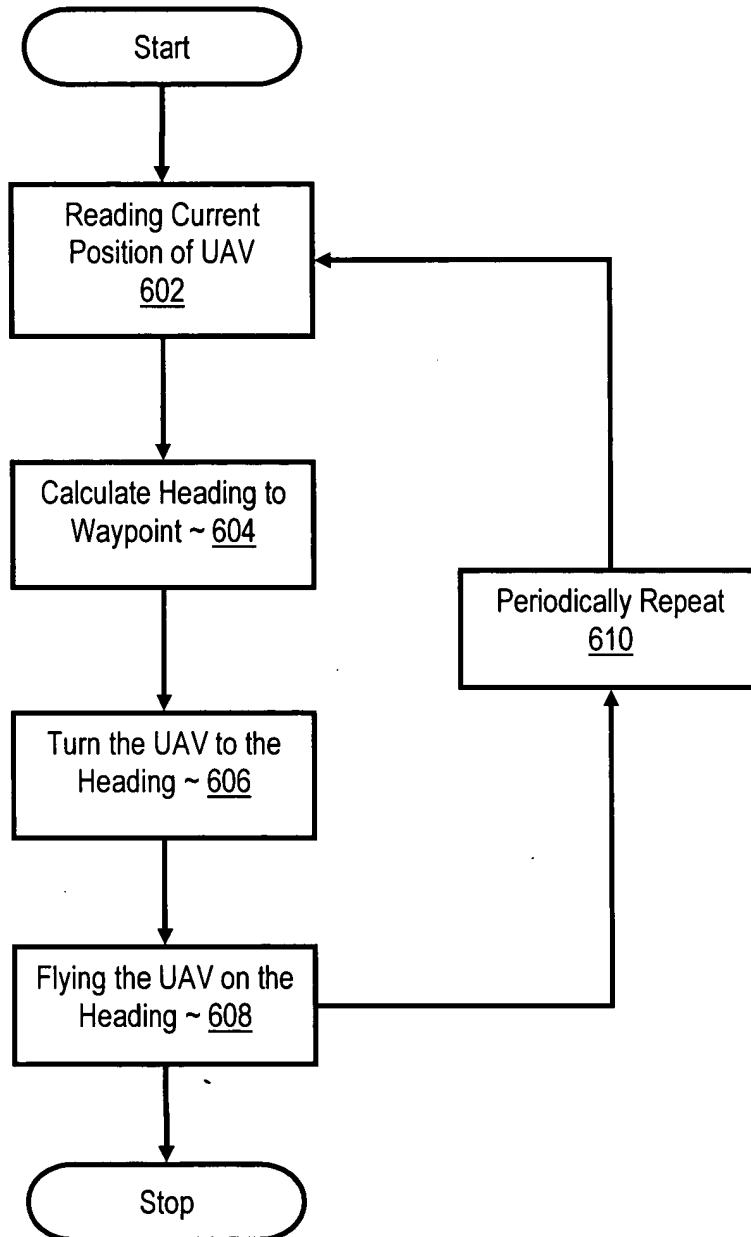 Start
Reading Current
Position of UAV
602
Calculate Heading to
Waypoint ~ 604
Periodically Repeat
610
Turn the UAV to the
Heading ~ 606
Flying the UAV on the
Heading ~ 608
Stop